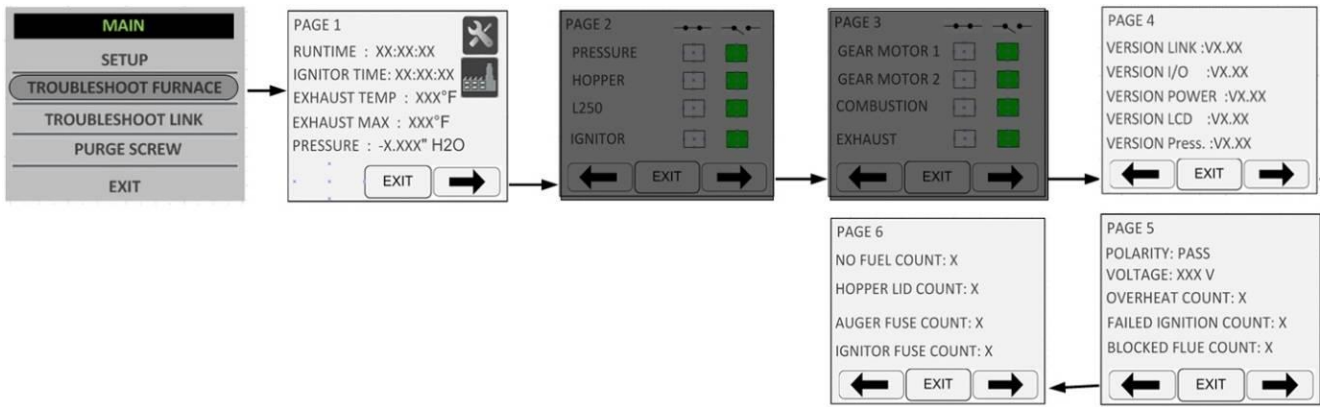 MAIN
SETUP
TROUBLESHOOT FURNACE
TROUBLESHOOT LINK
PURGE SCREW
EXIT
PAGE 1
RUNTIME : XX:XX:XX
IGNITOR TIME: XX:XX:XX
EXHAUST TEMP : XXX°F
EXHAUST MAX : XXX°F
PRESSURE : -X.XXX" H2O
EXIT
PAGE 2
PRESSURE
HOPPER
L250
IGNITOR
EXIT
PAGE 3
GEAR MOTOR 1
GEAR MOTOR 2
COMBUSTION
EXHAUST
EXIT
PAGE 4
VERSION LINK :VX.XX
VERSION I/O :VX.XX
VERSION POWER :VX.XX
VERSION LCD :VX.XX
VERSION Press. :VX.XX
EXIT
PAGE 5
POLARITY: PASS
VOLTAGE: XXX V
OVERHEAT COUNT: X
FAILED IGNITION COUNT: X
BLOCKED FLUE COUNT: X
EXIT
PAGE 6
NO FUEL COUNT: X
HOPPER LID COUNT: X
AUGER FUSE COUNT: X
IGNITOR FUSE COUNT: X
EXIT